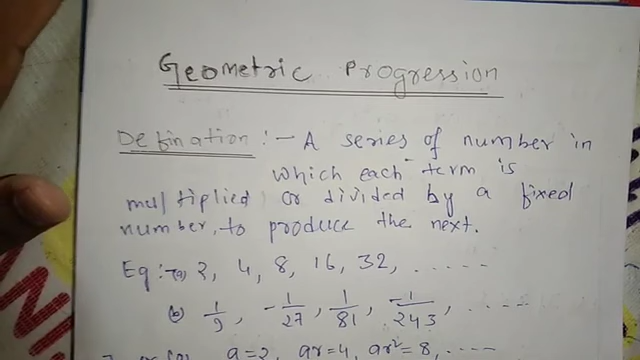 Geometric Progression
Defination :- A series of number in
which each term is
multiplied or divided by a fixed
number, to produce the next.
Eg :→ (a) 2, 4, 8, 16, 32, ......
(b) 1/9, -1/27, 1/81, -1/243, ......
a=2, ar=4, ar²=8, ....